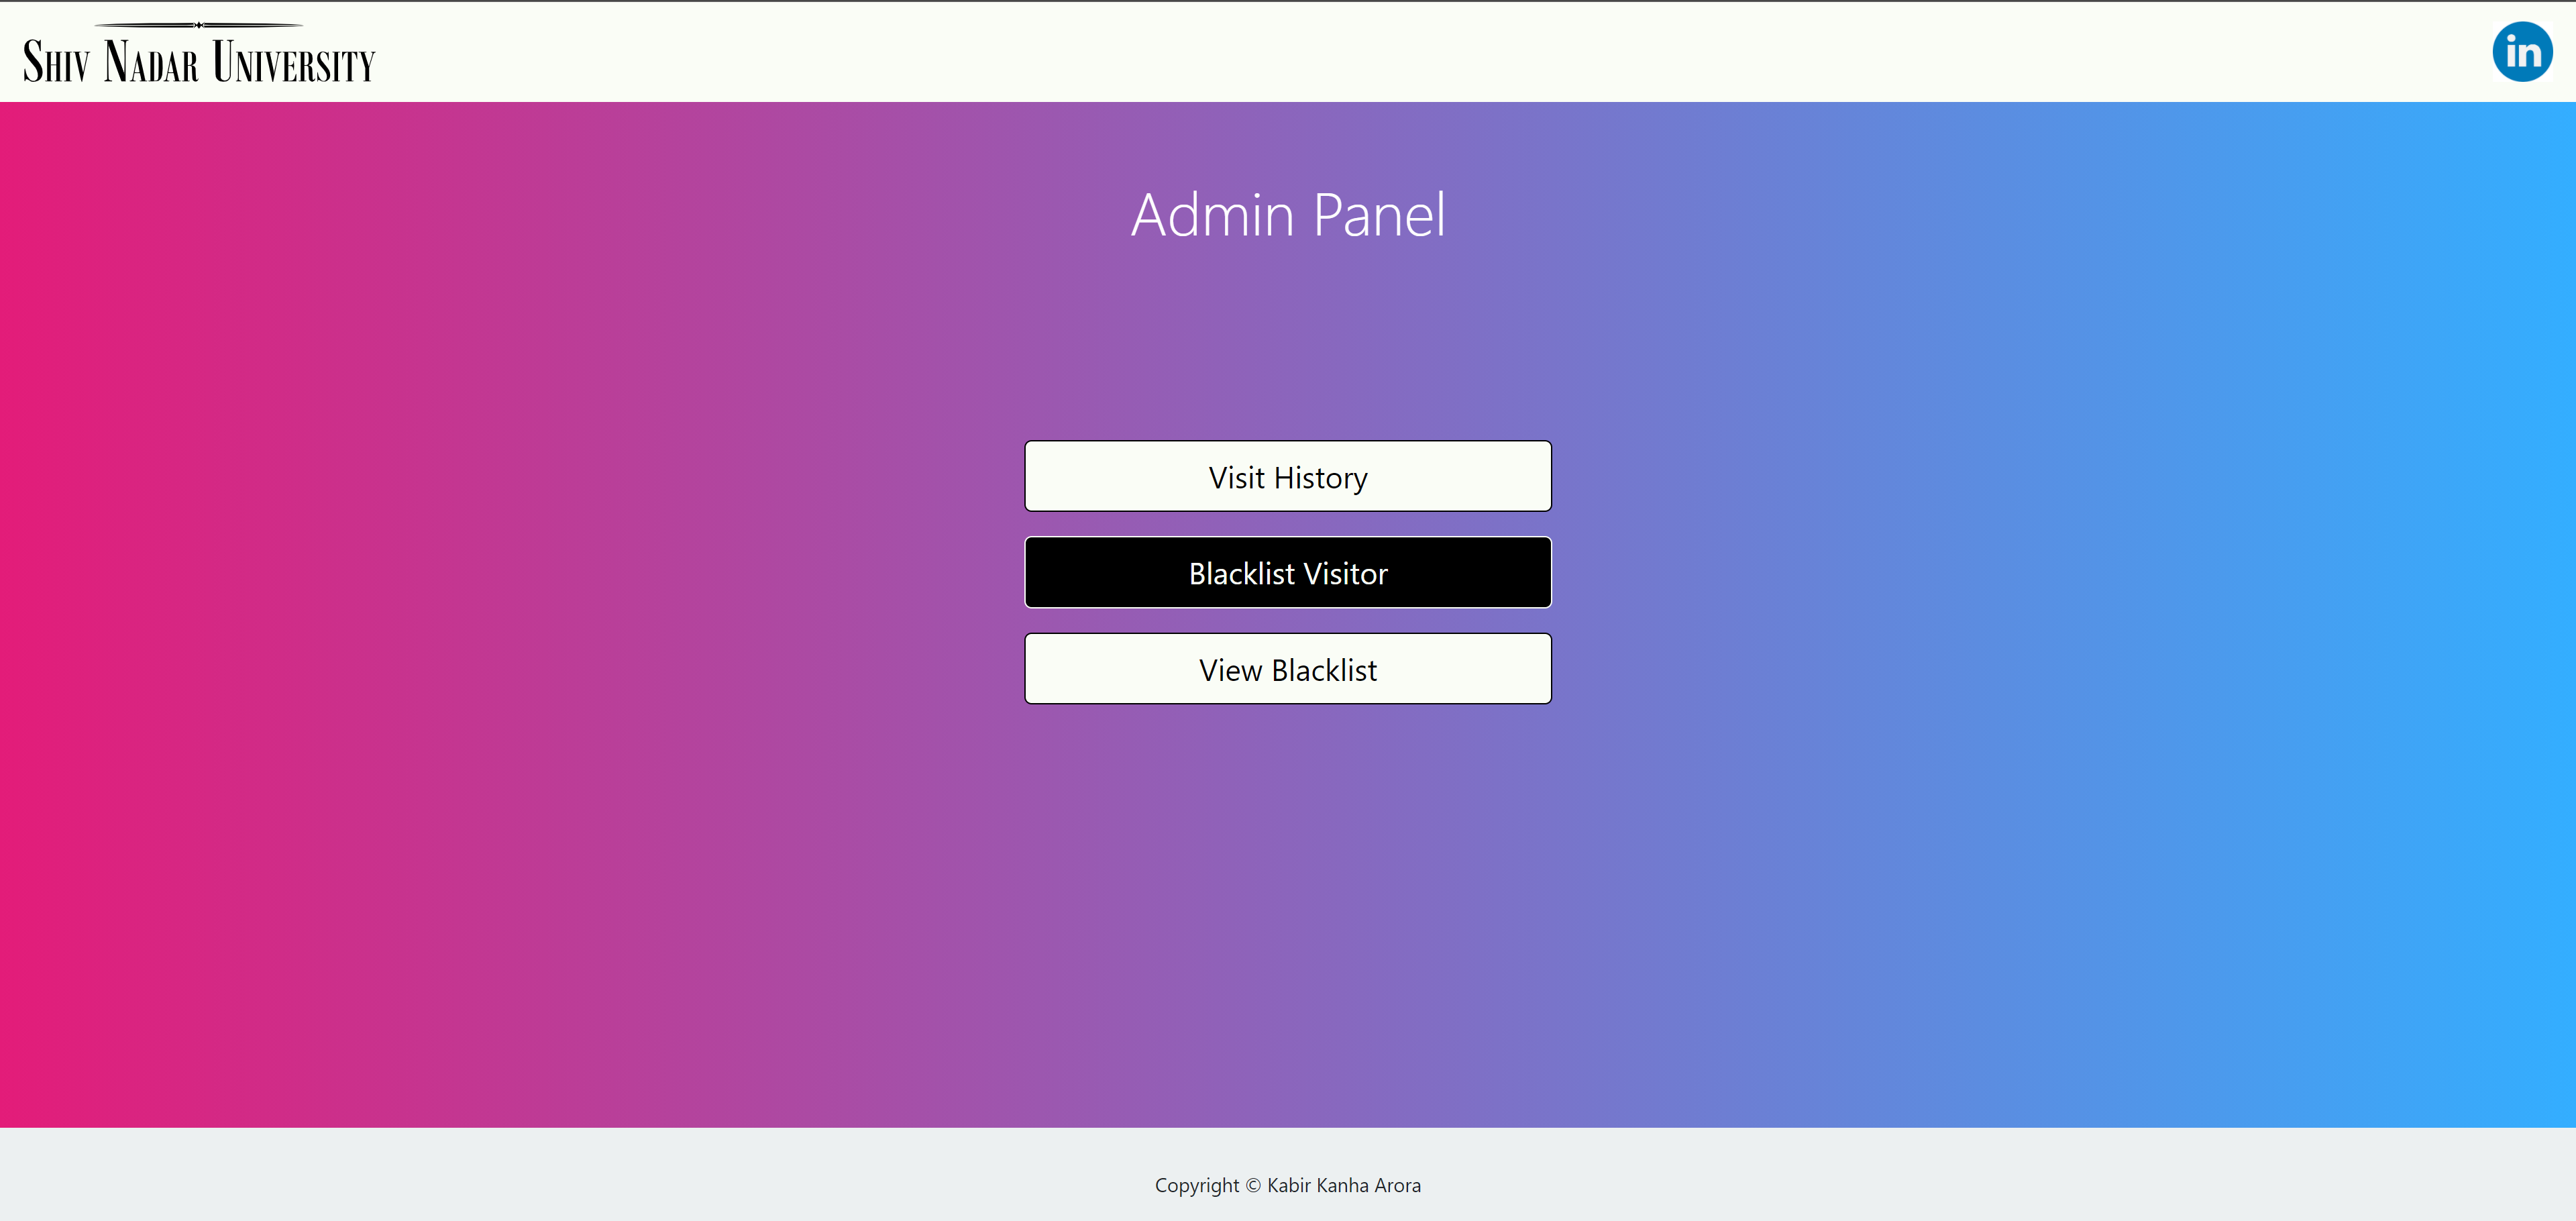 SHIV NADAR UNIVERSITY
in
Admin Panel
Visit History
Blacklist Visitor
View Blacklist
Copyright © Kabir Kanha Arora